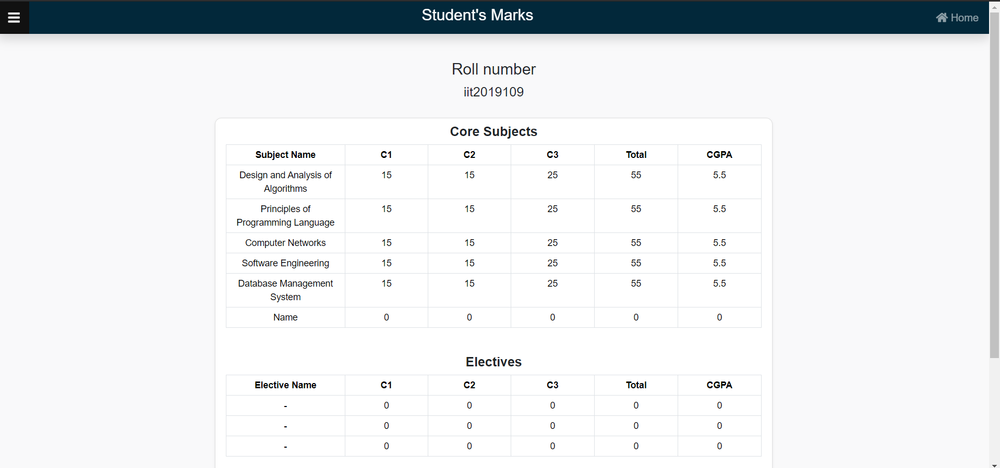 Student's Marks
Home
Roll number
iit2019109
Core Subjects
Subject Name C1 C2 C3 Total CGPA
Design and Analysis of 15 15 25 55 5.5
Algorithms
Principles of 15 15 25 55 5.5
Programming Language
Computer Networks 15 15 25 55 5.5
Software Engineering 15 15 25 55 5.5
Database Management 15 15 25 55 5.5
System
Name 0 0 0 0 0
Electives
Elective Name C1 C2 C3 Total CGPA
- 0 0 0 0 0
- 0 0 0 0 0
- 0 0 0 0 0